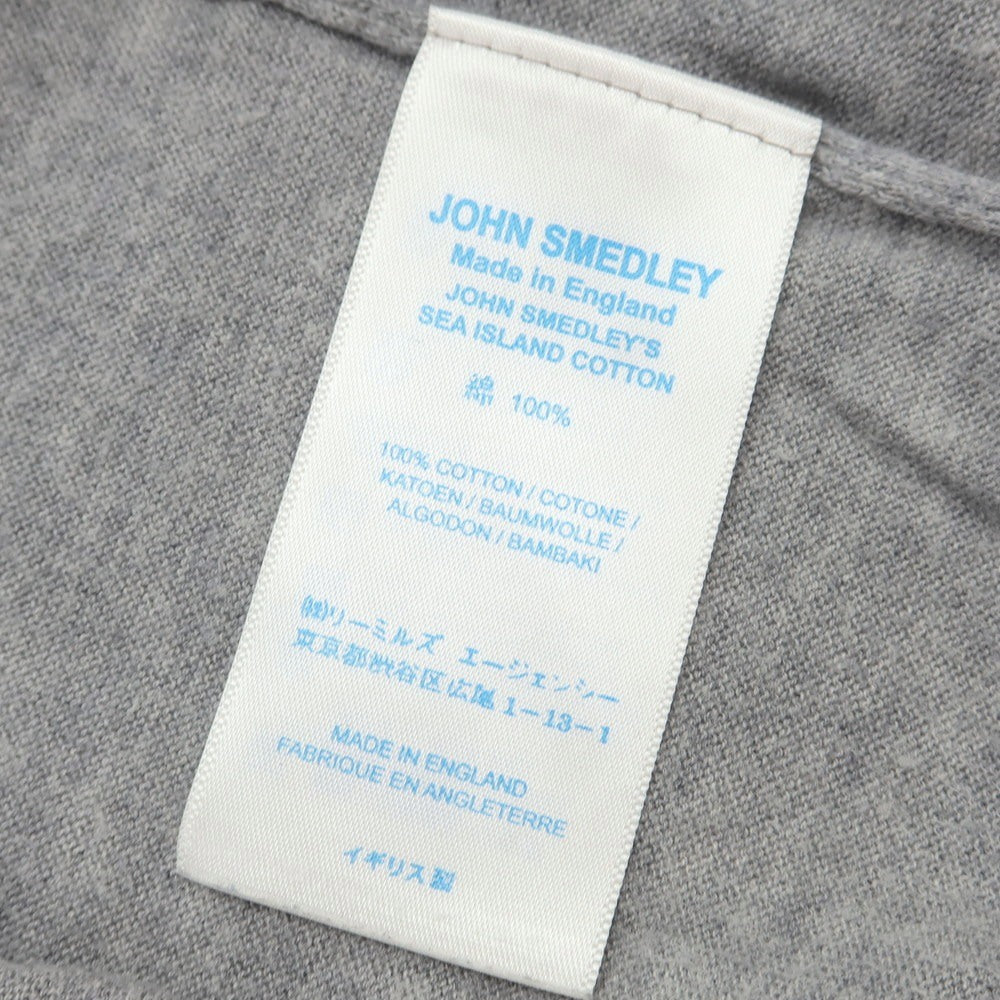 JOHN SMEDLEY
Made in England
JOHN SMEDLEY'S
SEA ISLAND COTTON
綿 100%
100% COTTON / COTONE /
KATOEN / BAUMWOLLE /
ALGODON / BAMBAKI
㈱リーミルズ エージェンシー
東京都渋谷区広尾1-13-1
MADE IN ENGLAND
FABRIQUE EN ANGLETERRE
イギリス製